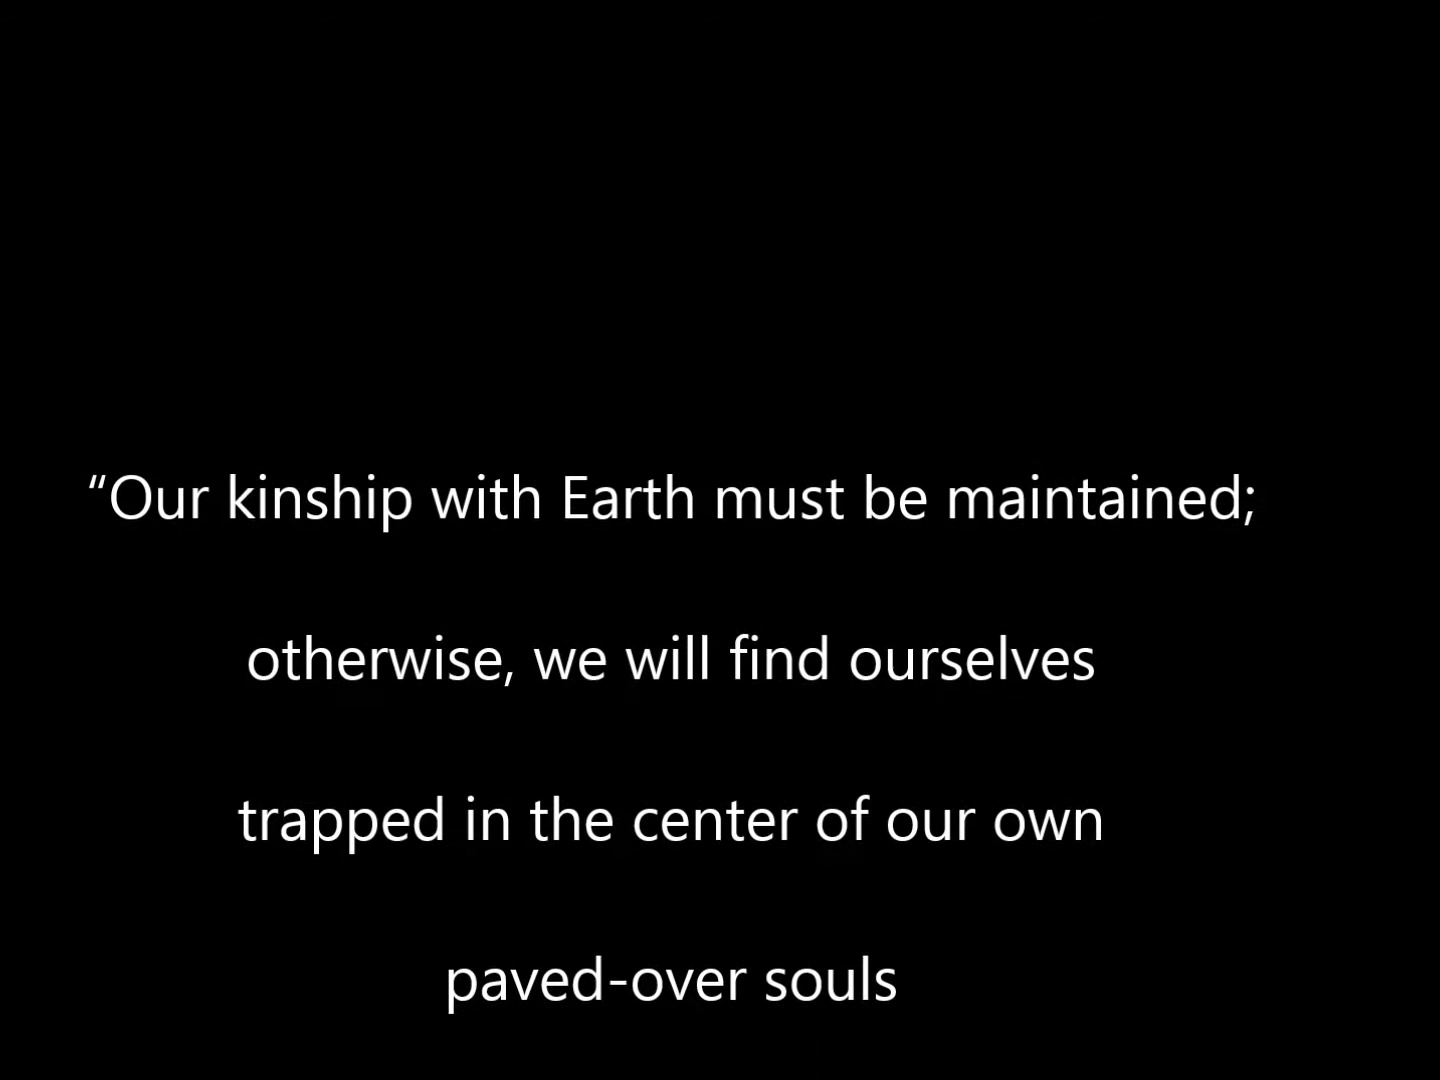 “Our kinship with Earth must be maintained;
otherwise, we will find ourselves
trapped in the center of our own
paved-over souls